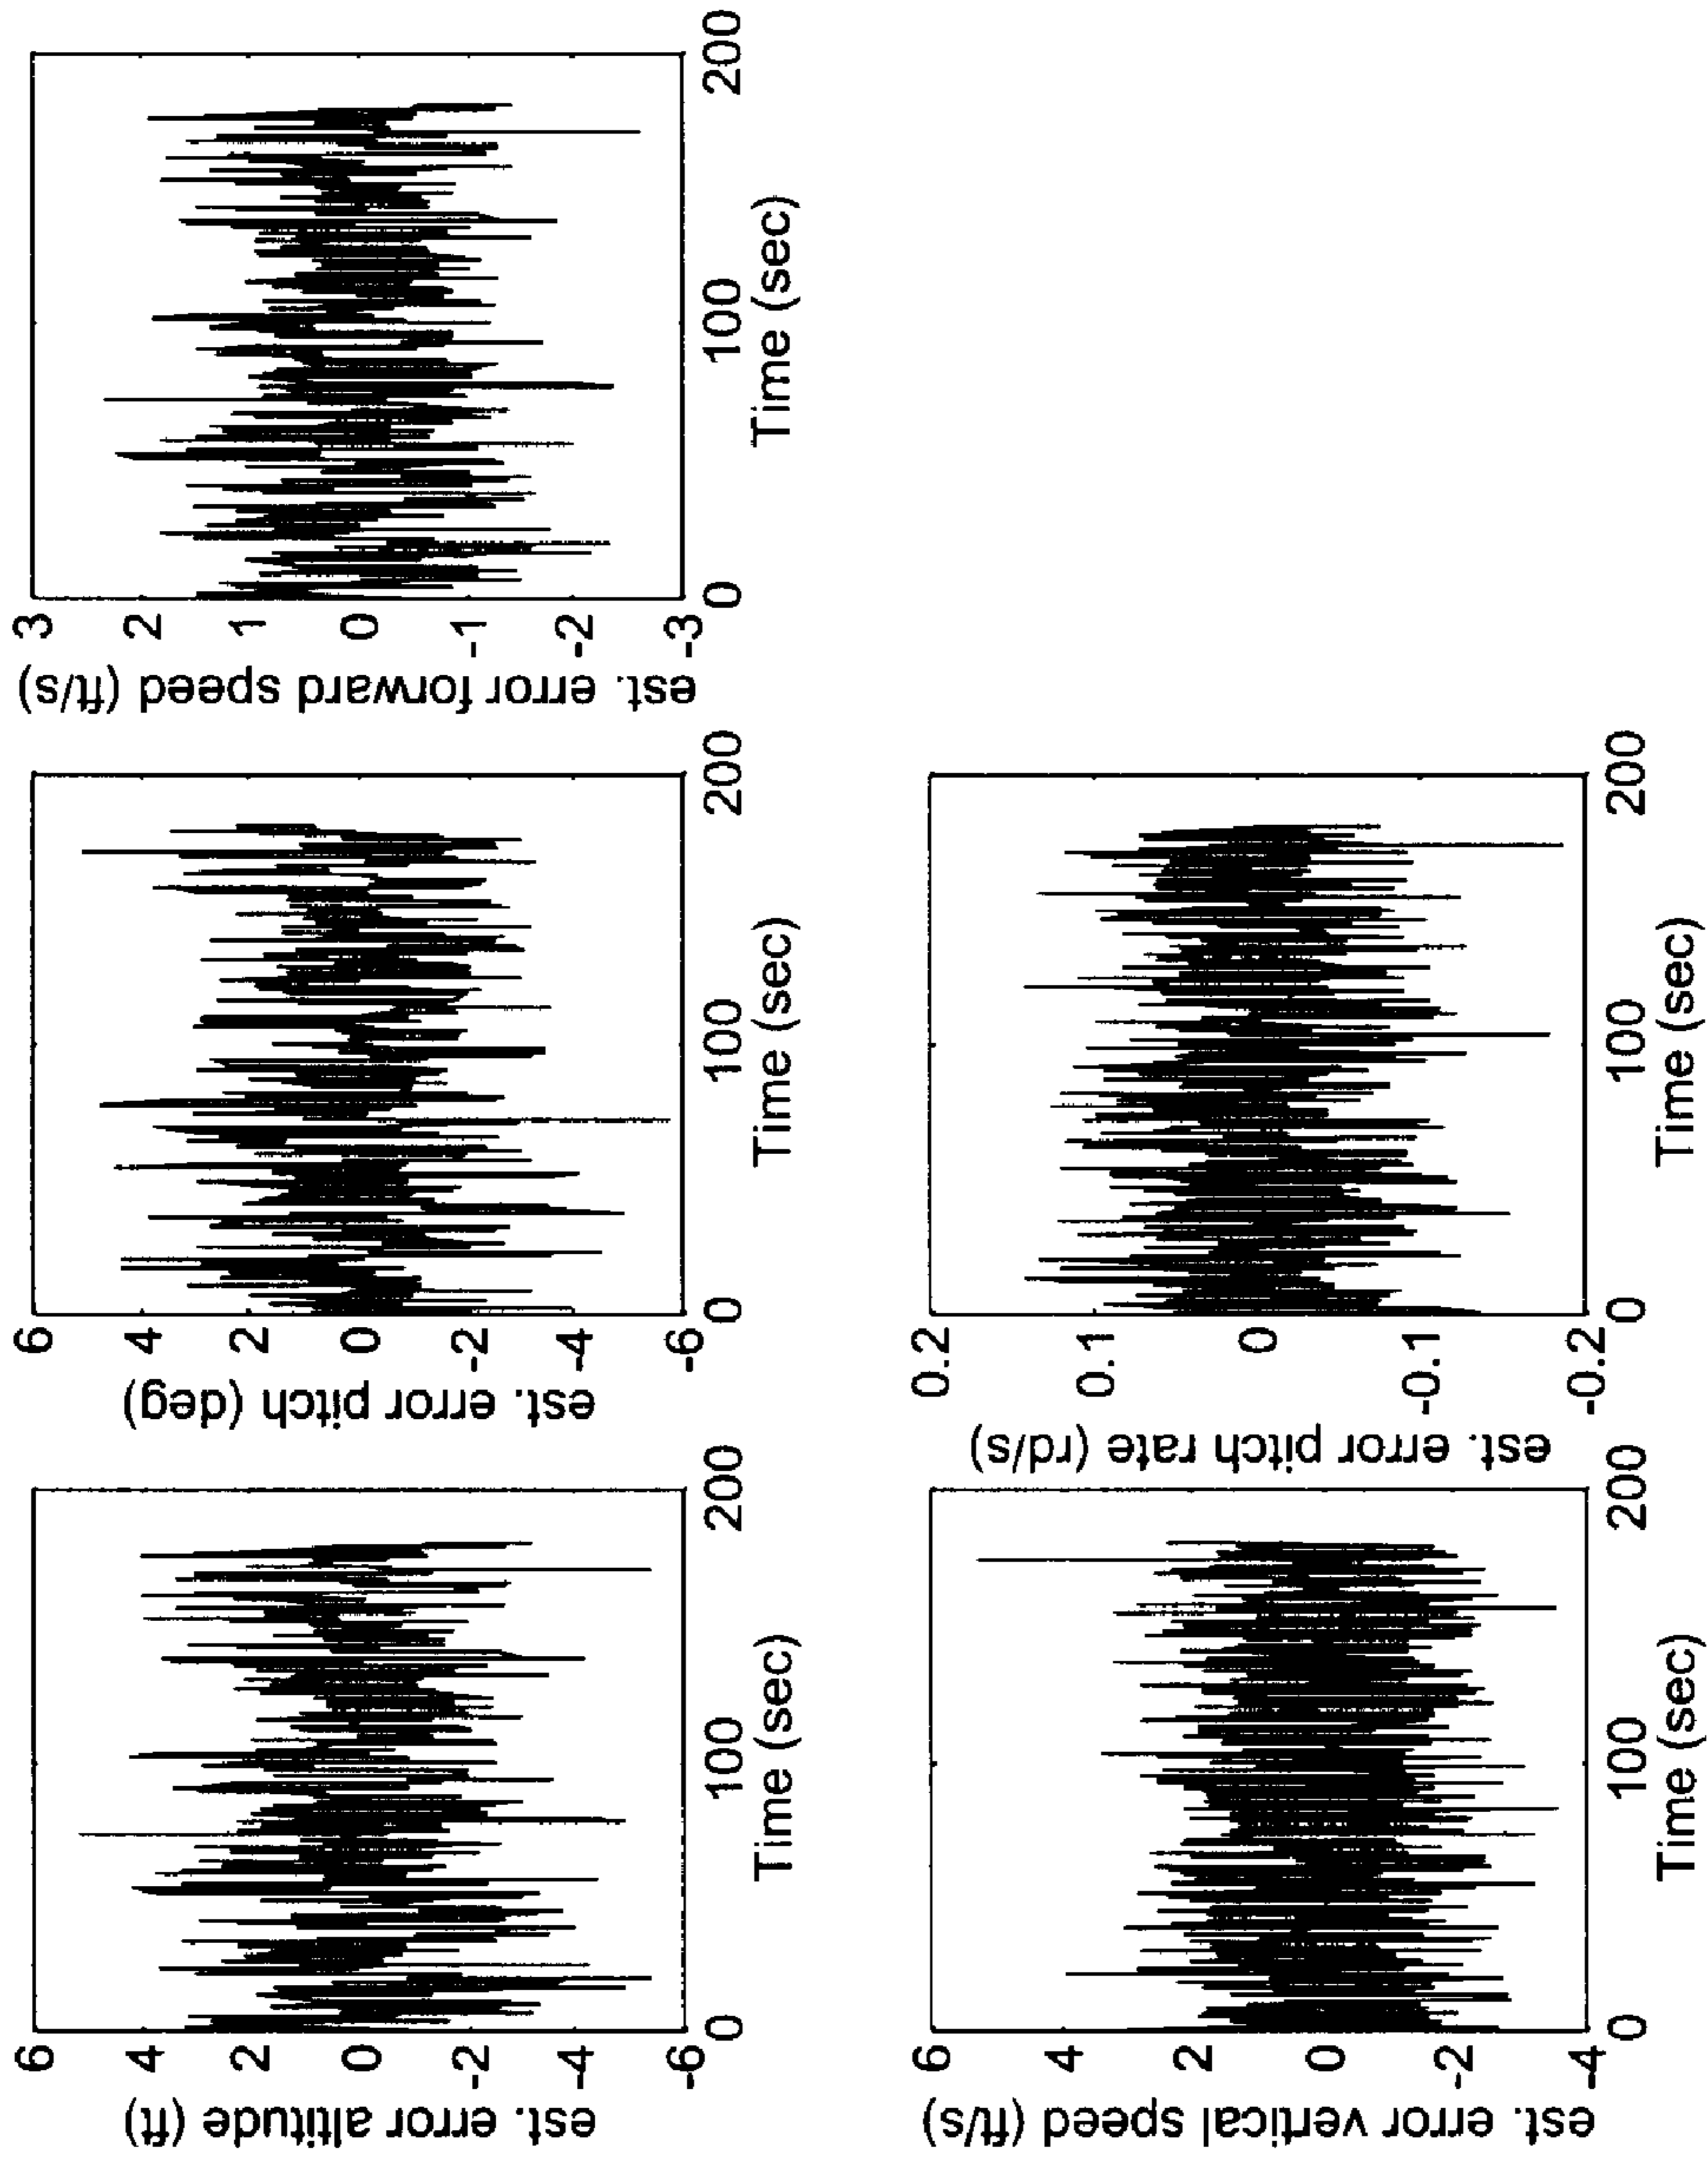 est. error altitude (ft)
6
4
2
0
-2
-4
-6
0 100 200
Time (sec)
est. error pitch (deg)
6
4
2
0
-2
-4
-6
0 100 200
Time (sec)
est. error forward speed (ft/s)
3
2
1
0
-1
-2
-3
0 100 200
Time (sec)
est. error vertical speed (ft/s)
6
4
2
0
-2
-4
0 100 200
Time (sec)
est. error pitch rate (rd/s)
0.2
0.1
0
-0.1
-0.2
0 100 200
Time (sec)